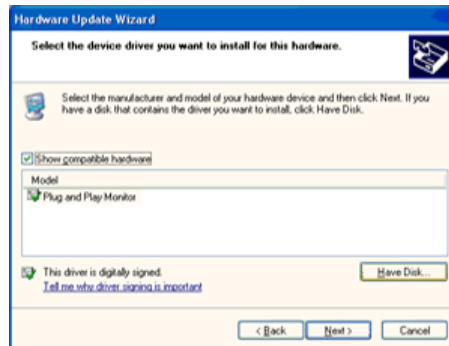 Hardware Update Wizard
Select the device driver you want to install for this hardware.
Select the manufacturer and model of your hardware device and then click Next. If you
have a disk that contains the driver you want to install, click Have Disk.
Show compatible hardware
Model
Plug and Play Monitor
This driver is digitally signed.
Have Disk...
Tell me why driver signing is important
< Back
Next >
Cancel